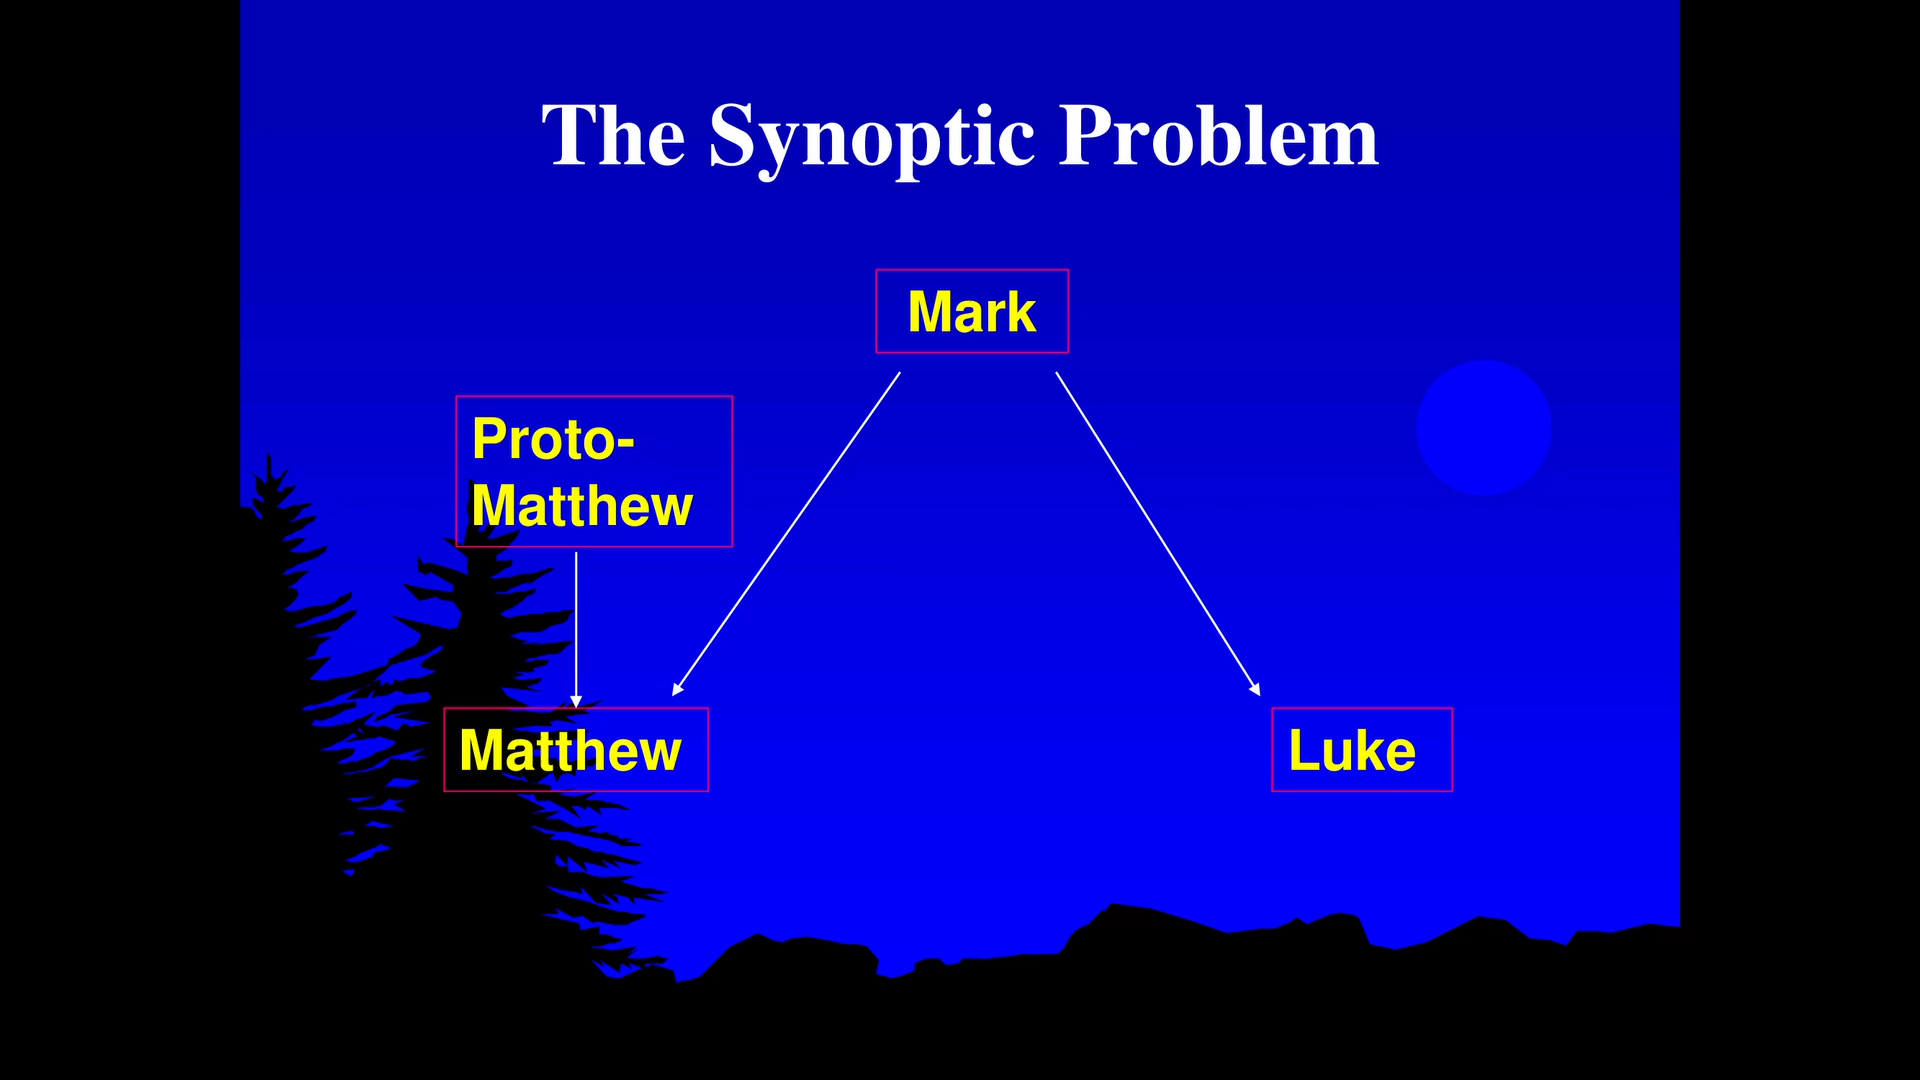 The Synoptic Problem
Mark
Proto-
Matthew
Matthew
Luke